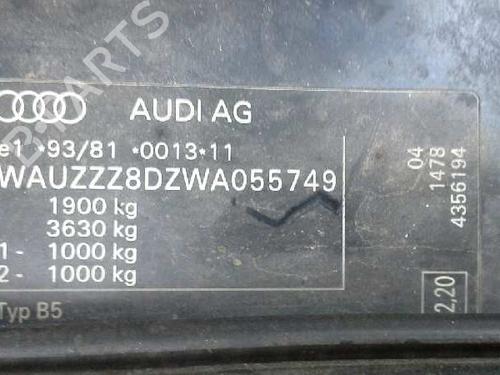 AUDI AG
e1 *93/81 *0013*11
WAUZZZ8DZWA055749
1900 kg
3630 kg
1- 1000 kg
2- 1000 kg
Typ B5
04
1478
4356194
2,20
B-PARTS